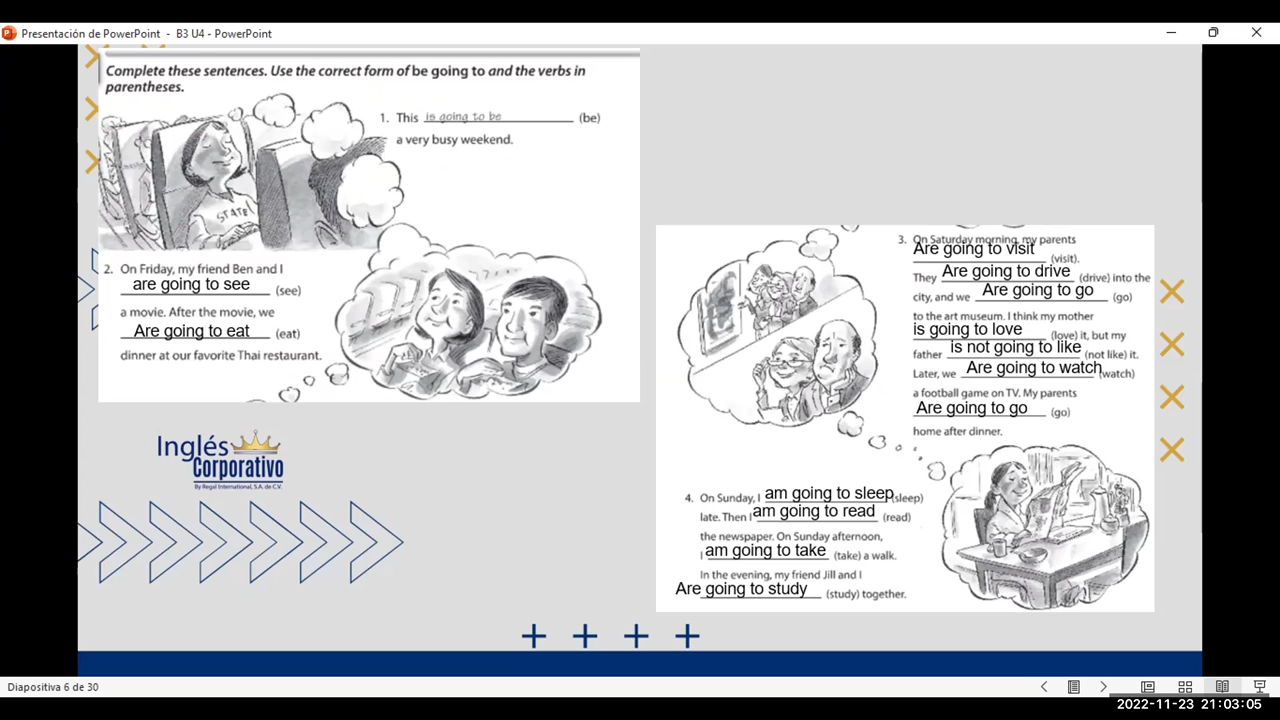 Presentación de PowerPoint - B3 U4 - PowerPoint
Complete these sentences. Use the correct form of be going to and the verbs in
parentheses.
1. This is going to be (be)
a very busy weekend.
STATE
2. On Friday, my friend Ben and I
are going to see (see)
a movie. After the movie, we
Are going to eat (eat)
dinner at our favorite Thai restaurant.
3. On Saturday morning, my parents
Are going to visit (visit).
They Are going to drive (drive) into the
city, and we Are going to go (go)
to the art museum. I think my mother
is going to love (love) it, but my
father is not going to like (not like) it.
Later, we Are going to watch (watch)
a football game on TV. My parents
Are going to go (go)
home after dinner.
4. On Sunday, I am going to sleep (sleep)
late. Then I am going to read (read)
the newspaper. On Sunday afternoon,
I am going to take (take) a walk.
In the evening, my friend Jill and I
Are going to study (study) together.
Inglés
Corporativo
By Regal International, S.A. de C.V.
Diapositiva 6 de 30
2022-11-23 21:03:05